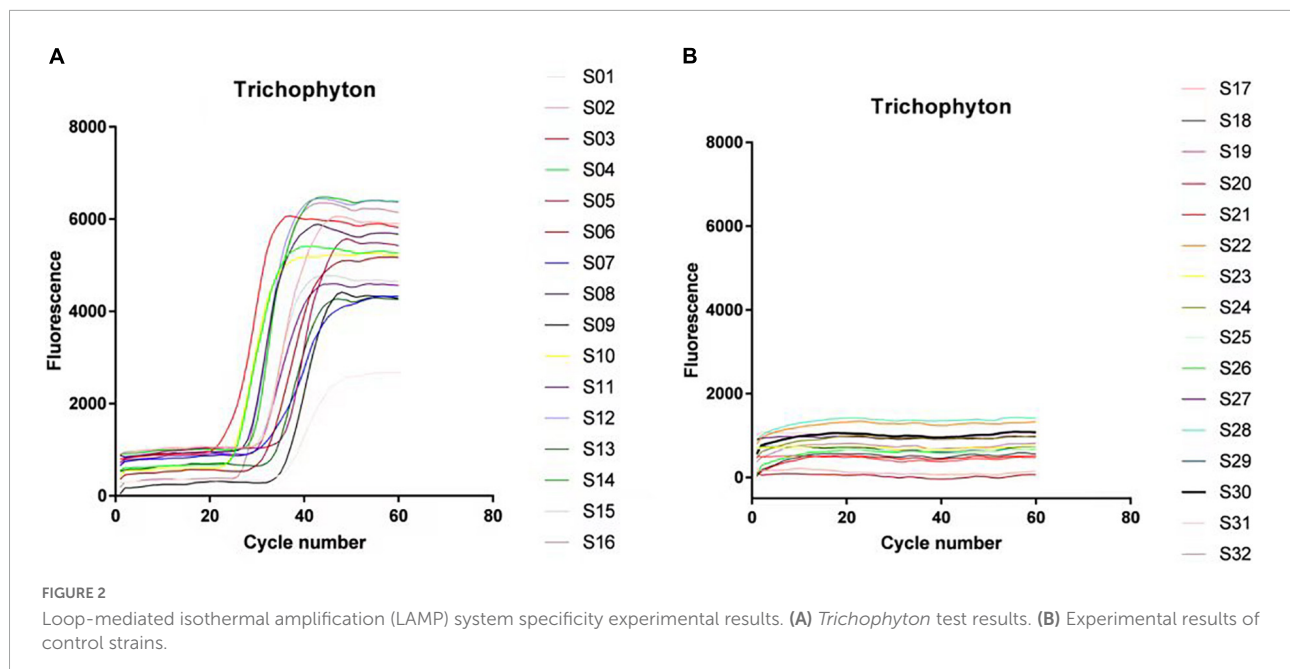 A
Trichophyton
8000
6000
4000
2000
0
0 20 40 60 80
Fluorescence
Cycle number
S01
S02
S03
S04
S05
S06
S07
S08
S09
S10
S11
S12
S13
S14
S15
S16
B
Trichophyton
8000
6000
4000
2000
0
0 20 40 60 80
Fluorescence
Cycle number
S17
S18
S19
S20
S21
S22
S23
S24
S25
S26
S27
S28
S29
S30
S31
S32
FIGURE 2
Loop-mediated isothermal amplification (LAMP) system specificity experimental results. (A) Trichophyton test results. (B) Experimental results of
control strains.